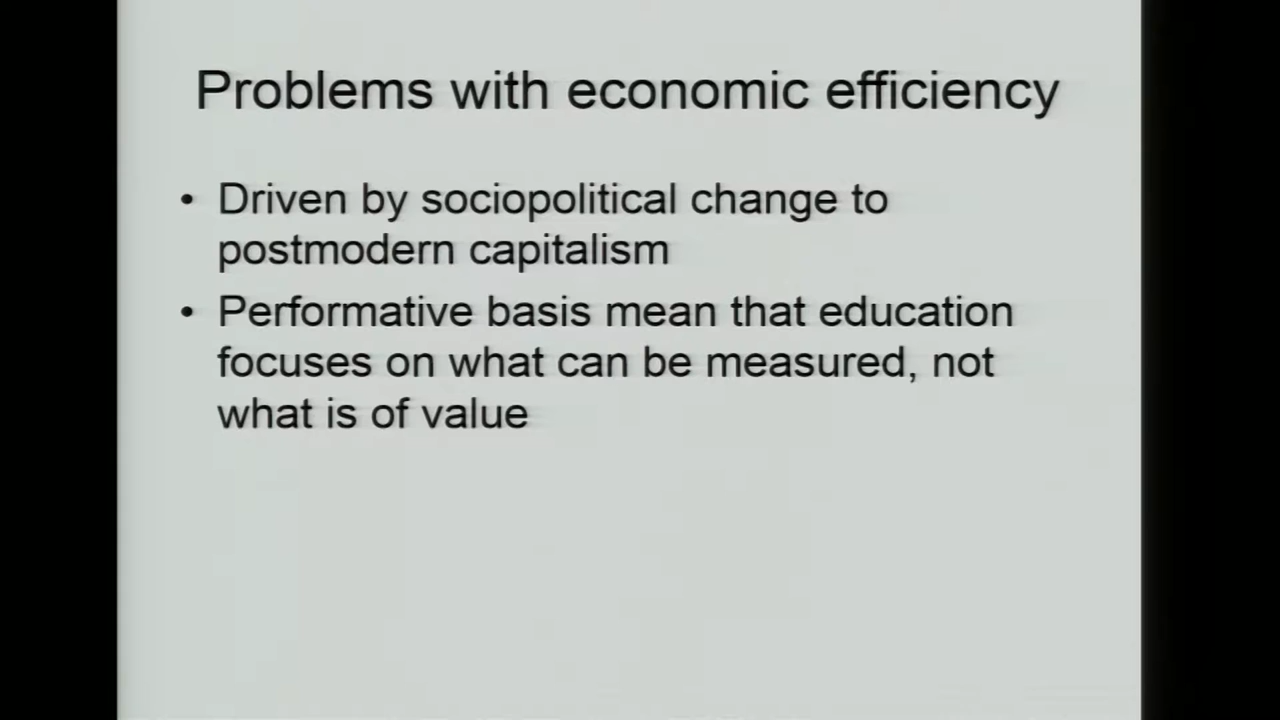 Problems with economic efficiency
• Driven by sociopolitical change to
postmodern capitalism
• Performative basis mean that education
focuses on what can be measured, not
what is of value